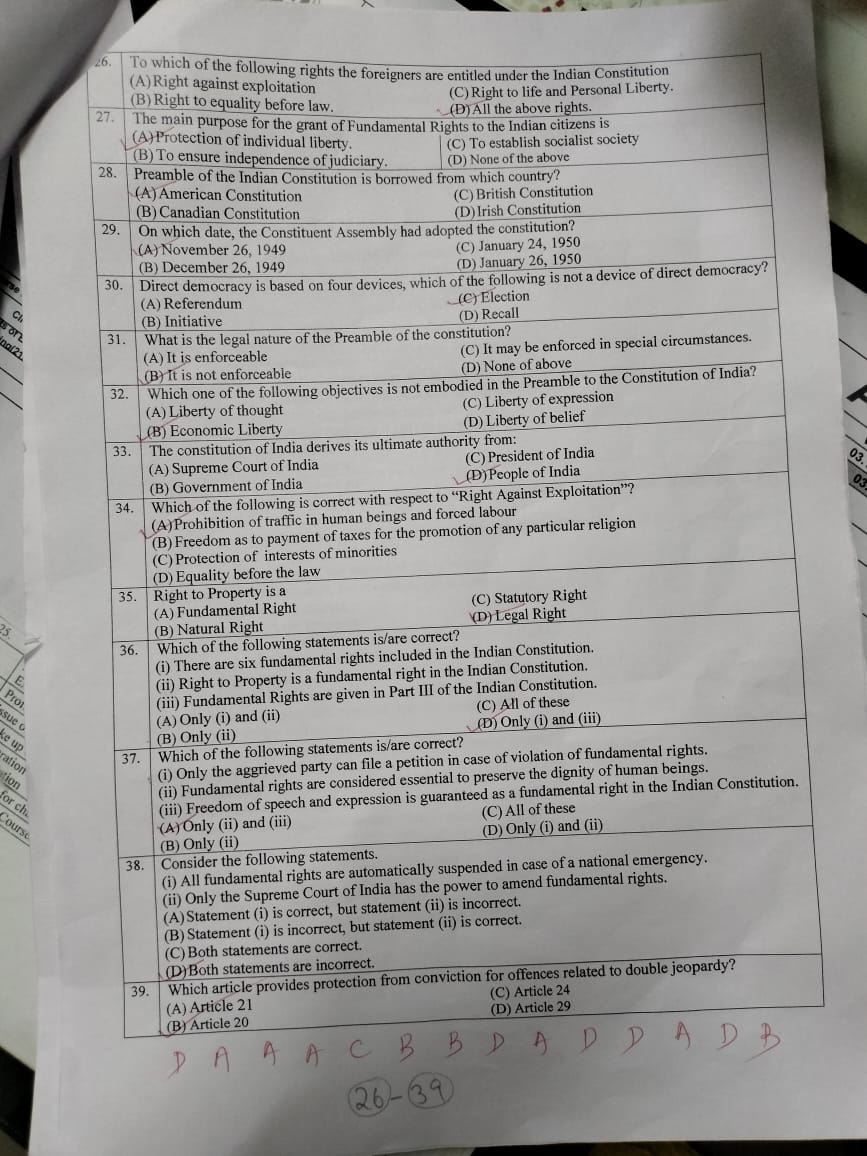 26. To which of the following rights the foreigners are entitled under the Indian Constitution
(A) Right against exploitation (C) Right to life and Personal Liberty.
(B) Right to equality before law. (D) All the above rights.
27. The main purpose for the grant of Fundamental Rights to the Indian citizens is
(A) Protection of individual liberty. (C) To establish socialist society
(B) To ensure independence of judiciary. (D) None of the above
28. Preamble of the Indian Constitution is borrowed from which country?
(A) American Constitution (C) British Constitution
(B) Canadian Constitution (D) Irish Constitution
29. On which date, the Constituent Assembly had adopted the constitution?
(A) November 26, 1949 (C) January 24, 1950
(B) December 26, 1949 (D) January 26, 1950
30. Direct democracy is based on four devices, which of the following is not a device of direct democracy?
(A) Referendum (C) Election
(B) Initiative (D) Recall
31. What is the legal nature of the Preamble of the constitution?
(A) It is enforceable (C) It may be enforced in special circumstances.
(B) It is not enforceable (D) None of above
32. Which one of the following objectives is not embodied in the Preamble to the Constitution of India?
(A) Liberty of thought (C) Liberty of expression
(B) Economic Liberty (D) Liberty of belief
33. The constitution of India derives its ultimate authority from:
(A) Supreme Court of India (C) President of India
(B) Government of India (D) People of India
34. Which of the following is correct with respect to “Right Against Exploitation”?
(A) Prohibition of traffic in human beings and forced labour
(B) Freedom as to payment of taxes for the promotion of any particular religion
(C) Protection of interests of minorities
(D) Equality before the law
35. Right to Property is a
(A) Fundamental Right (C) Statutory Right
(B) Natural Right (D) Legal Right
36. Which of the following statements is/are correct?
(i) There are six fundamental rights included in the Indian Constitution.
(ii) Right to Property is a fundamental right in the Indian Constitution.
(iii) Fundamental Rights are given in Part III of the Indian Constitution.
(A) Only (i) and (ii) (C) All of these
(B) Only (ii) (D) Only (i) and (iii)
37. Which of the following statements is/are correct?
(i) Only the aggrieved party can file a petition in case of violation of fundamental rights.
(ii) Fundamental rights are considered essential to preserve the dignity of human beings.
(iii) Freedom of speech and expression is guaranteed as a fundamental right in the Indian Constitution.
(A) Only (ii) and (iii) (C) All of these
(B) Only (ii) (D) Only (i) and (ii)
38. Consider the following statements.
(i) All fundamental rights are automatically suspended in case of a national emergency.
(ii) Only the Supreme Court of India has the power to amend fundamental rights.
(A) Statement (i) is correct, but statement (ii) is incorrect.
(B) Statement (i) is incorrect, but statement (ii) is correct.
(C) Both statements are correct.
(D) Both statements are incorrect.
39. Which article provides protection from conviction for offences related to double jeopardy?
(A) Article 21 (C) Article 24
(B) Article 20 (D) Article 29
D A A A C B B D A D D A D B
26-39